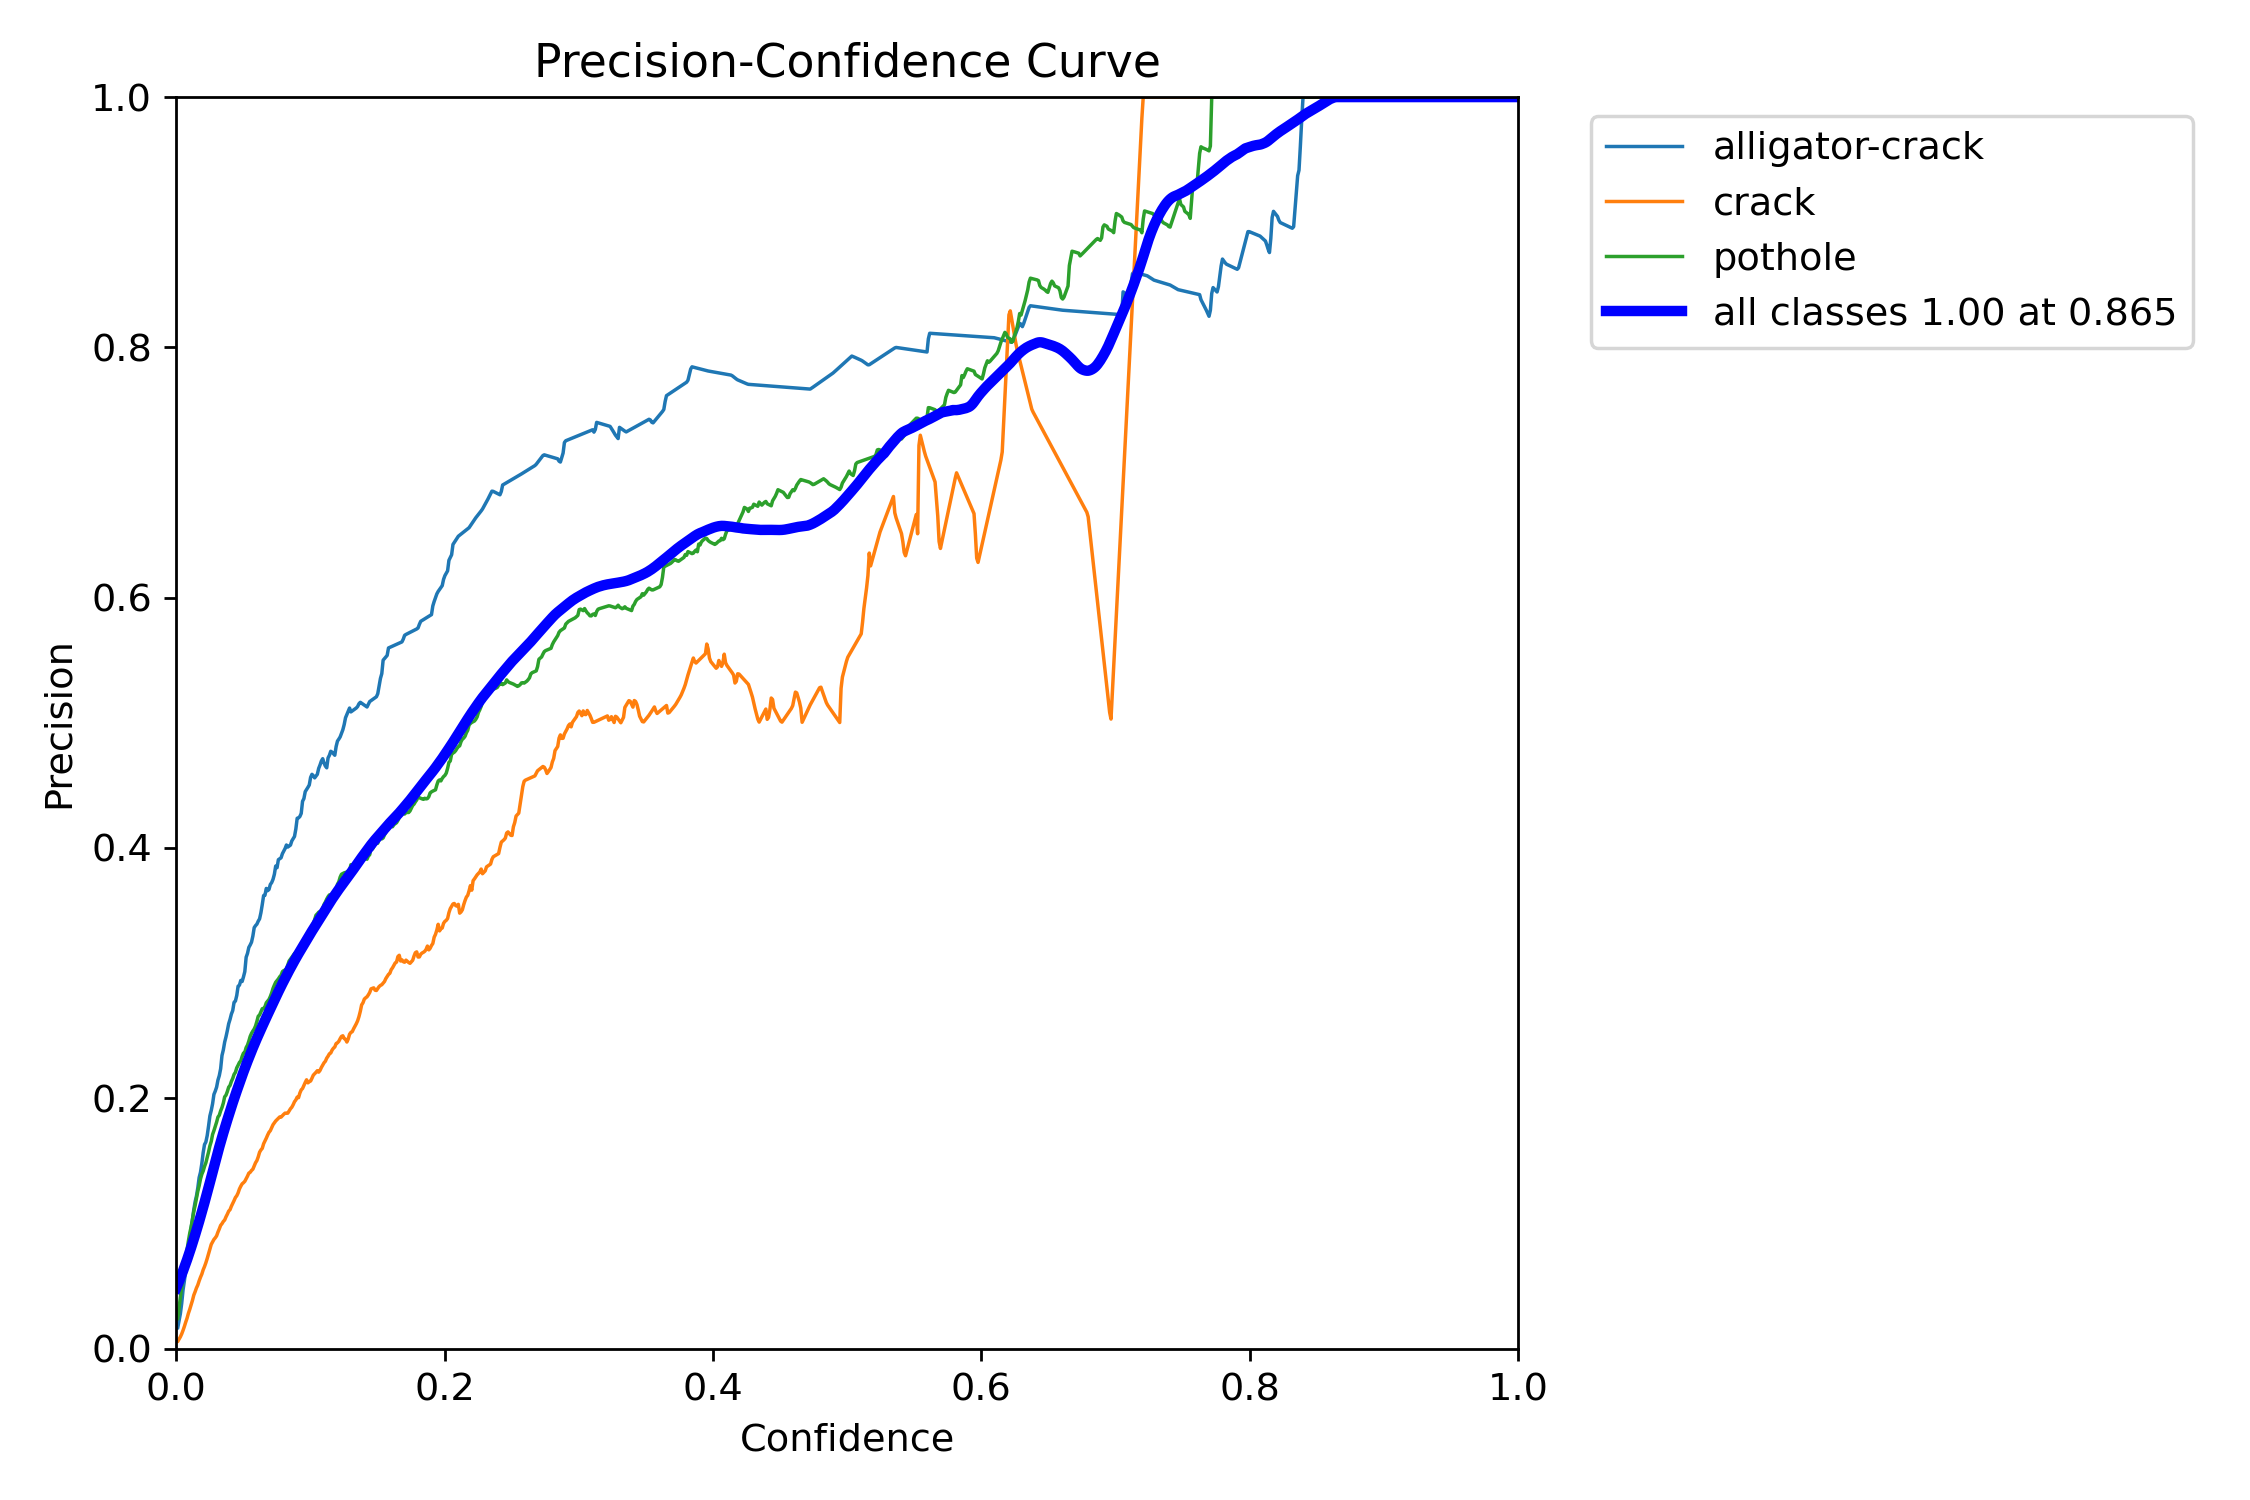 Precision-Confidence Curve
1.0
0.8
0.6
0.4
0.2
0.0
Precision
0.0 0.2 0.4 0.6 0.8 1.0
Confidence
alligator-crack
crack
pothole
all classes 1.00 at 0.865